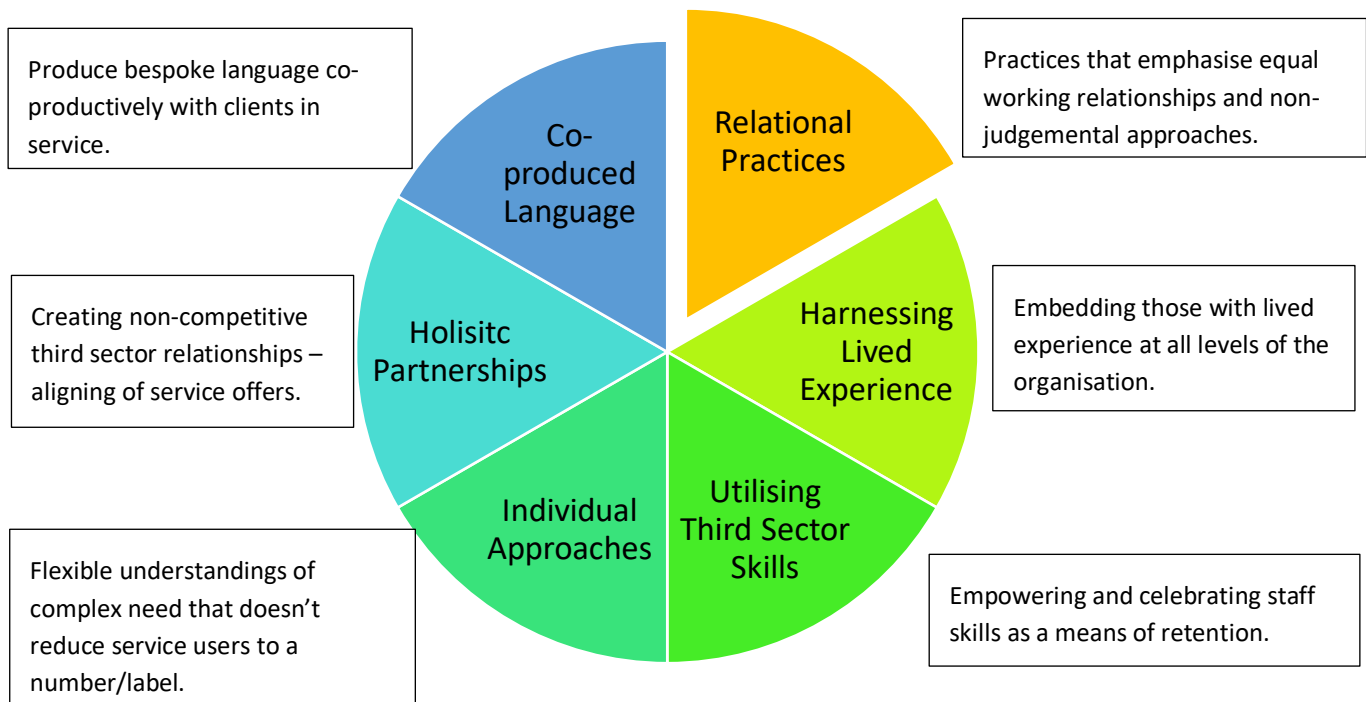 Produce bespoke language co-
productively with clients in
service.
Co-
produced
Language
Relational
Practices
Practices that emphasise equal
working relationships and non-
judgemental approaches.
Creating non-competitive
third sector relationships –
aligning of service offers.
Holisitc
Partnerships
Harnessing
Lived
Experience
Embedding those with lived
experience at all levels of the
organisation.
Flexible understandings of
complex need that doesn’t
reduce service users to a
number/label.
Individual
Approaches
Utilising
Third Sector
Skills
Empowering and celebrating staff
skills as a means of retention.